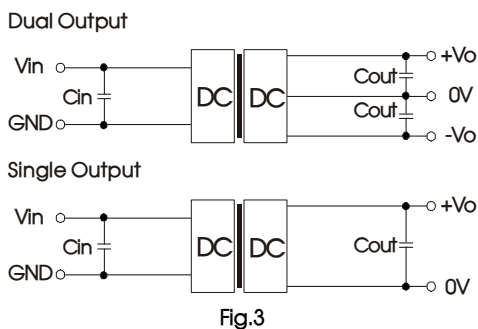 Dual Output
Vin
Cin
GND
DC DC
Cout
Cout
+Vo
0V
-Vo
Single Output
Vin
Cin
GND
DC DC
Cout
+Vo
0V
Fig.3